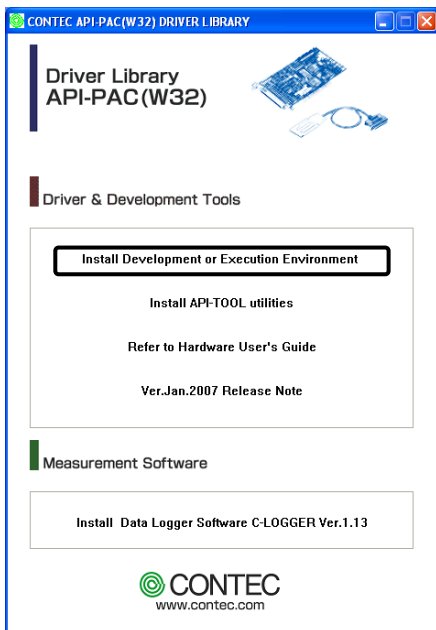 CONTEC API-PAC(W32) DRIVER LIBRARY
Driver Library
API-PAC(W32)
Driver & Development Tools
Install Development or Execution Environment
Install API-TOOL utilities
Refer to Hardware User's Guide
Ver.Jan.2007 Release Note
Measurement Software
Install Data Logger Software C-LOGGER Ver.1.13
CONTEC
www.contec.com